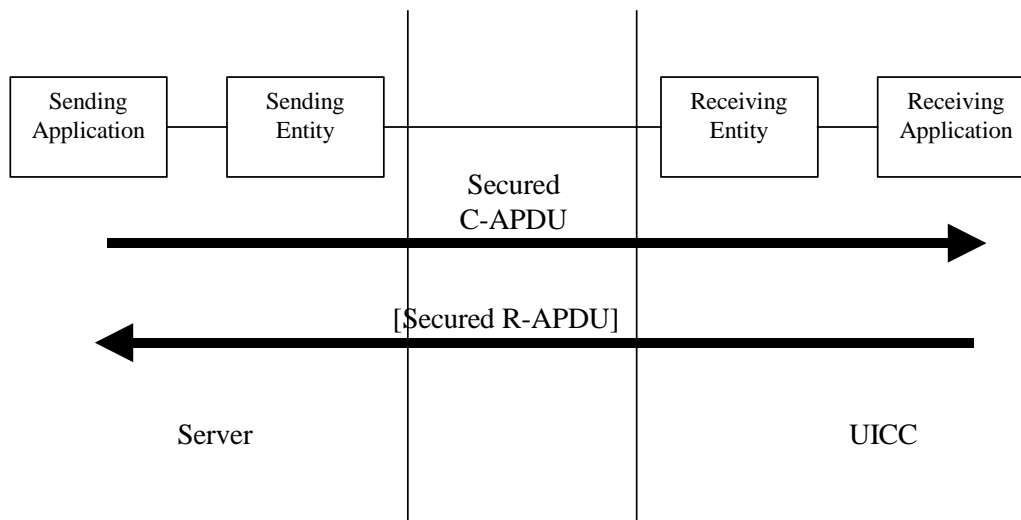 Sending
Application
Sending
Entity
Receiving
Entity
Receiving
Application
Secured
C-APDU
[Secured R-APDU]
Server
UICC